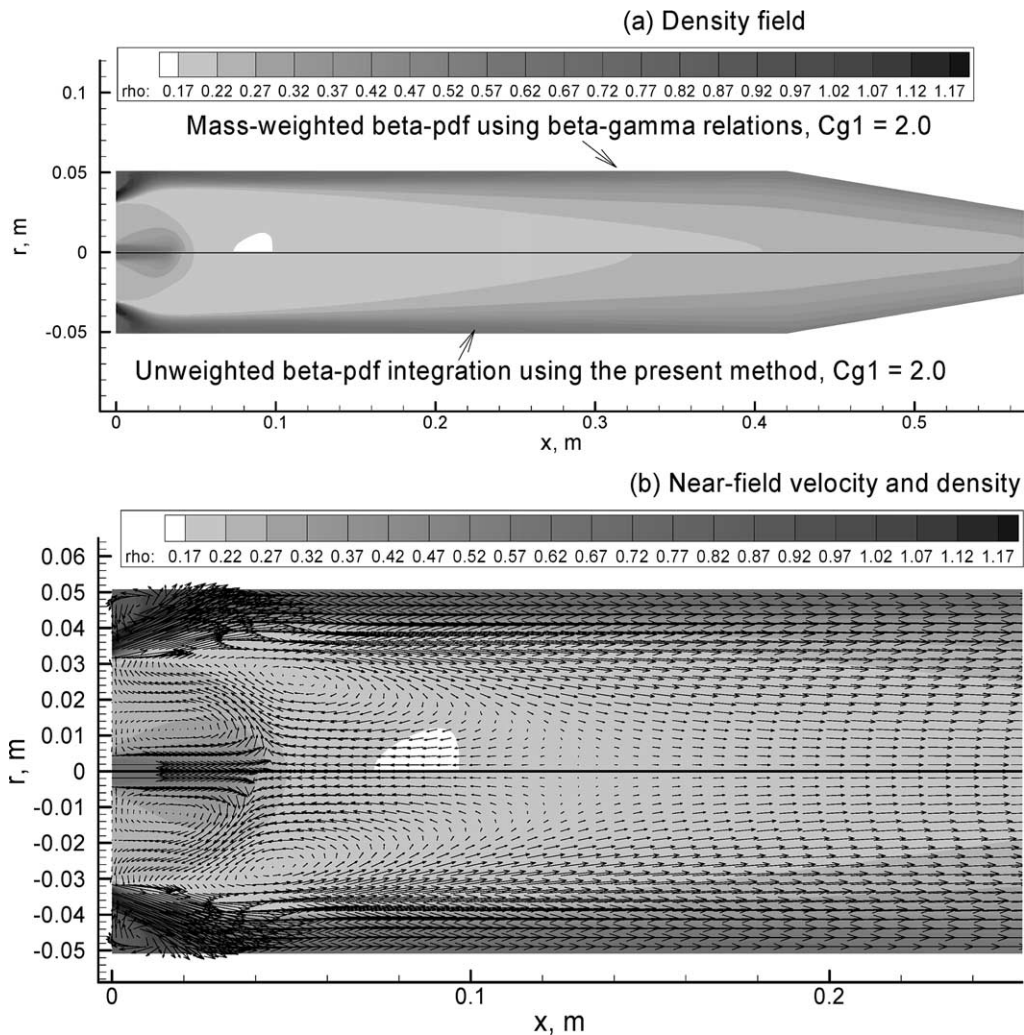 (a) Density field
rho: 0.17 0.22 0.27 0.32 0.37 0.42 0.47 0.52 0.57 0.62 0.67 0.72 0.77 0.82 0.87 0.92 0.97 1.02 1.07 1.12 1.17
Mass-weighted beta-pdf using beta-gamma relations, Cg1 = 2.0
0.1
0.05
0
-0.05
r, m
Unweighted beta-pdf integration using the present method, Cg1 = 2.0
0 0.1 0.2 0.3 0.4 0.5
x, m
(b) Near-field velocity and density
rho: 0.17 0.22 0.27 0.32 0.37 0.42 0.47 0.52 0.57 0.62 0.67 0.72 0.77 0.82 0.87 0.92 0.97 1.02 1.07 1.12 1.17
0.06
0.05
0.04
0.03
0.02
0.01
0
-0.01
-0.02
-0.03
-0.04
-0.05
r, m
0 0.1 0.2
x, m